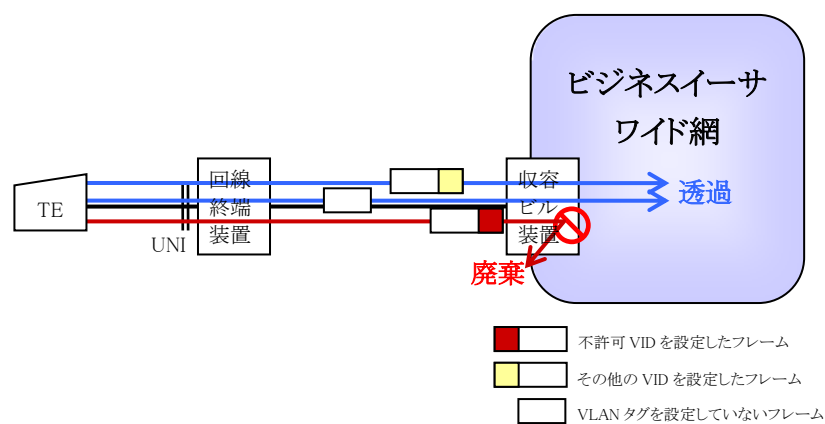 ビジネスイーサ
ワイド網
TE
UNI
回線
終端
装置
収容
ビル
装置
透過
廃棄
不許可 VID を設定したフレーム
その他の VID を設定したフレーム
VLAN タグを設定していないフレーム